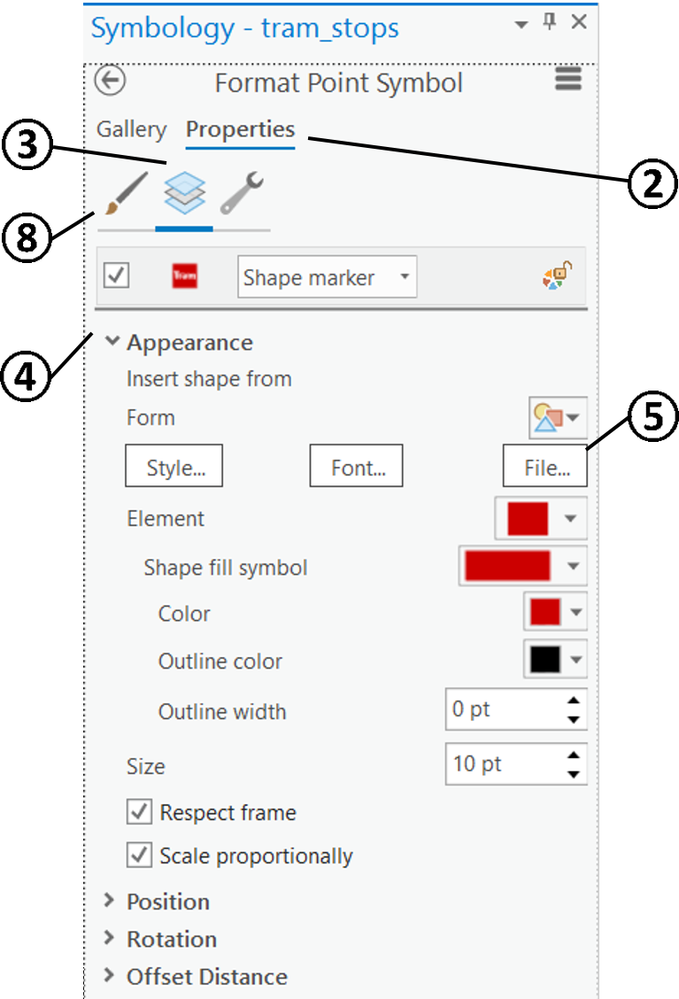 Symbology - tram_stops
Format Point Symbol
Gallery Properties
3
2
8
Tram
Shape marker
4
Appearance
Insert shape from
Form
5
Style... Font... File...
Element
Shape fill symbol
Color
Outline color
Outline width 0 pt
Size 10 pt
Respect frame
Scale proportionally
Position
Rotation
Offset Distance